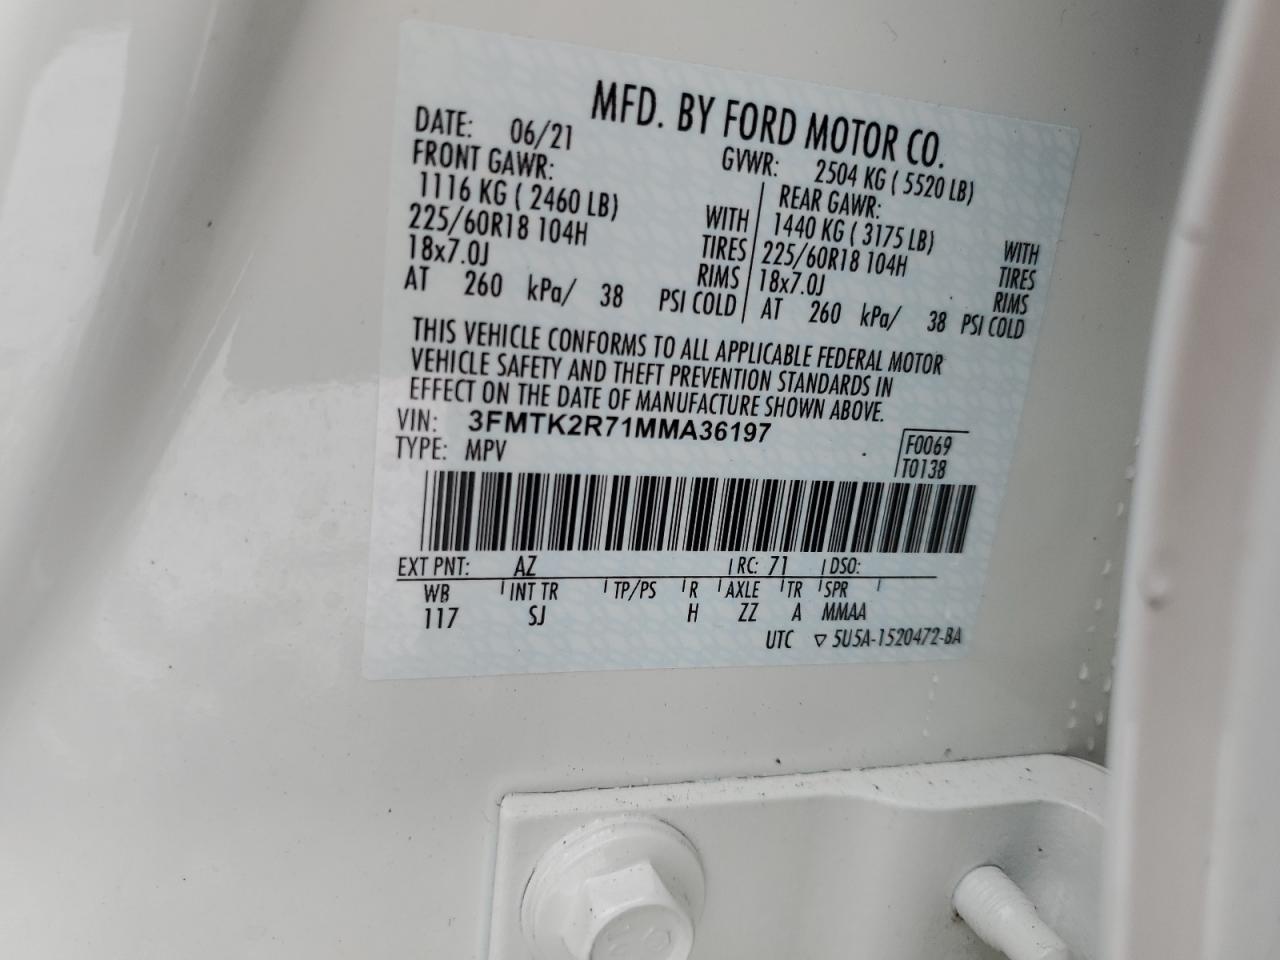 MFD. BY FORD MOTOR CO.
DATE: 06/21 GVWR: 2504 KG ( 5520 LB)
FRONT GAWR: REAR GAWR:
1116 KG ( 2460 LB) WITH 1440 KG ( 3175 LB) WITH
225/60R18 104H TIRES 225/60R18 104H TIRES
18x7.0J RIMS 18x7.0J RIMS
AT 260 kPa/ 38 PSI COLD AT 260 kPa/ 38 PSI COLD
THIS VEHICLE CONFORMS TO ALL APPLICABLE FEDERAL MOTOR
VEHICLE SAFETY AND THEFT PREVENTION STANDARDS IN
EFFECT ON THE DATE OF MANUFACTURE SHOWN ABOVE.
VIN: 3FMTK2R71MMA36197
TYPE: MPV
F0069
T0138
EXT PNT: AZ RC: 71 DSO:
WB INT TR TP/PS R AXLE TR SPR
117 SJ H ZZ A MMAA
UTC ▽ 5U5A-1520472-BA